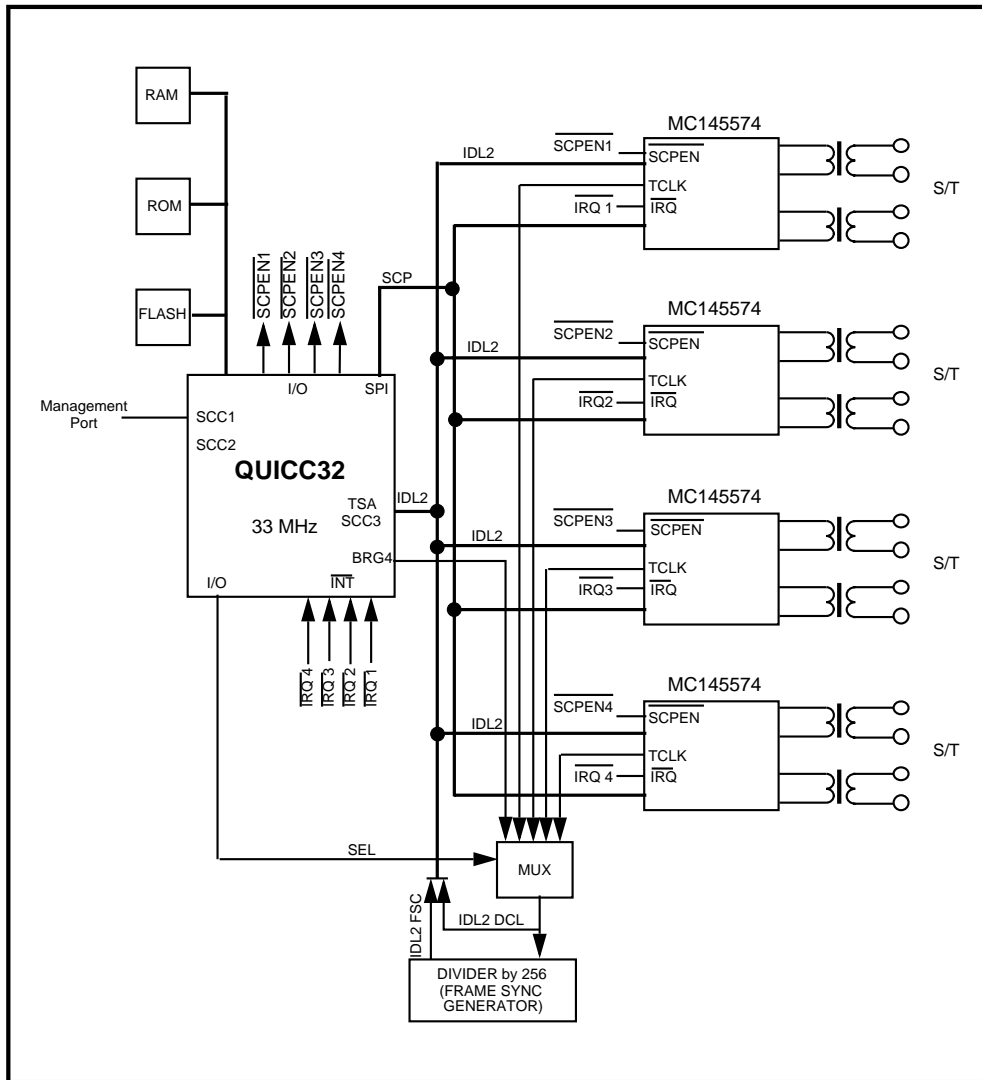 RAM
ROM
FLASH
SCPEN1
SCPEN2
SCPEN3
SCPEN4
SCP
I/O
SPI
Management
Port
SCC1
SCC2
QUICC32
33 MHz
TSA
SCC3
IDL2
BRG4
I/O
INT
IRQ 4
IRQ 3
IRQ 2
IRQ 1
SEL
MUX
IDL2 FSC
IDL2 DCL
DIVIDER by 256
(FRAME SYNC
GENERATOR)
MC145574
SCPEN1
SCPEN
IDL2
TCLK
IRQ 1
IRQ
S/T
MC145574
SCPEN2
SCPEN
IDL2
TCLK
IRQ2
IRQ
S/T
MC145574
SCPEN3
SCPEN
IDL2
TCLK
IRQ3
IRQ
S/T
MC145574
SCPEN4
SCPEN
IDL2
TCLK
IRQ 4
IRQ
S/T